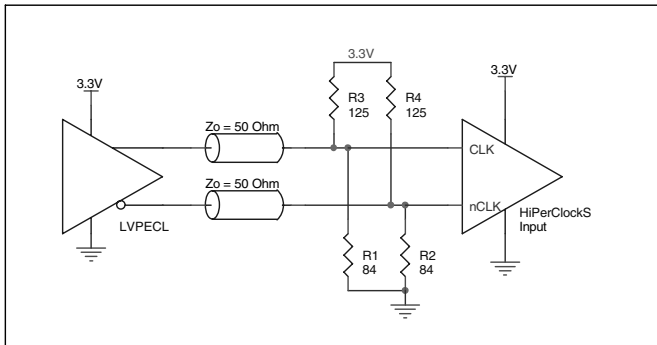 3.3V
3.3V
3.3V
R3
125
R4
125
Zo = 50 Ohm
CLK
Zo = 50 Ohm
nCLK
HiPerClockS
Input
LVPECL
R1
84
R2
84